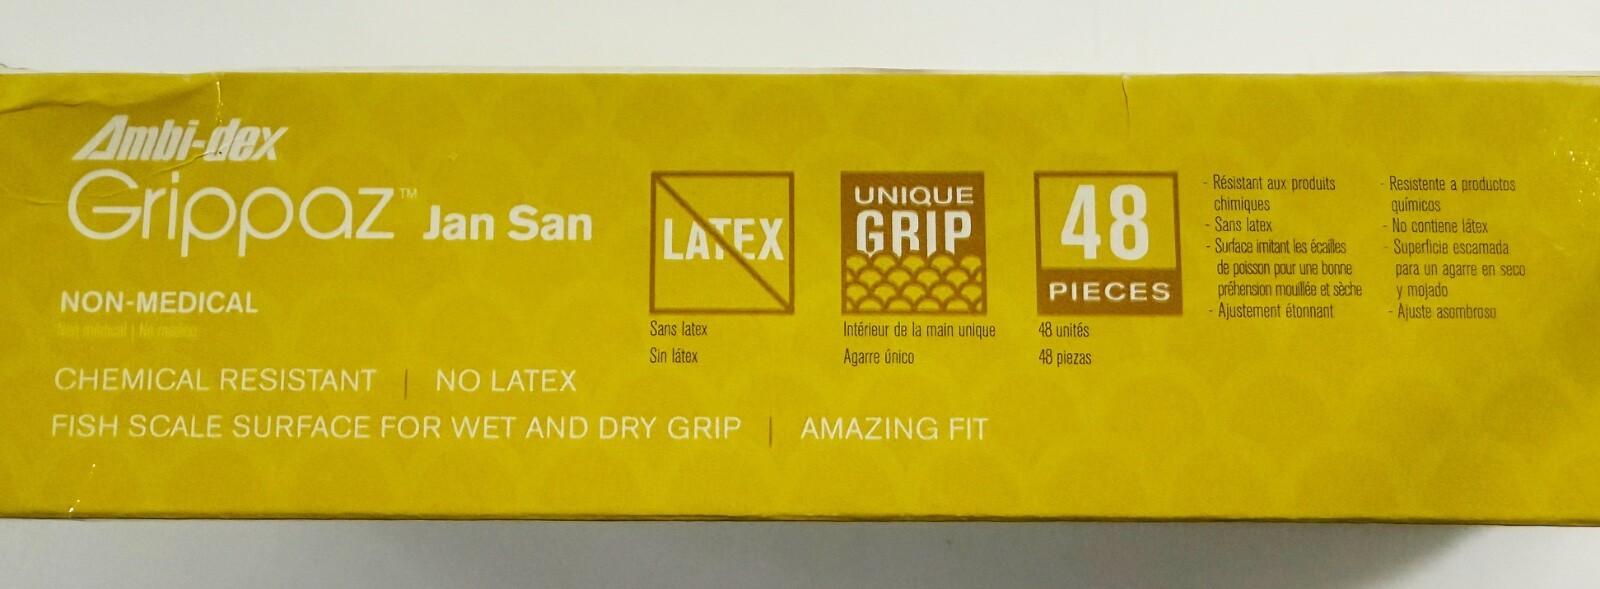 Ambi-dex
Grippaz™ Jan San
NON-MEDICAL
Non médical | No médico
CHEMICAL RESISTANT | NO LATEX
FISH SCALE SURFACE FOR WET AND DRY GRIP | AMAZING FIT
LATEX
Sans latex
Sin látex
UNIQUE
GRIP
Intérieur de la main unique
Agarre único
48
PIECES
48 unités
48 piezas
- Résistant aux produits
chimiques
- Sans latex
- Surface imitant les écailles
de poisson pour une bonne
préhension mouillée et sèche
- Ajustement étonnant
- Resistente a productos
químicos
- No contiene látex
- Superficie escamada
para un agarre en seco
y mojado
- Ajuste asombroso